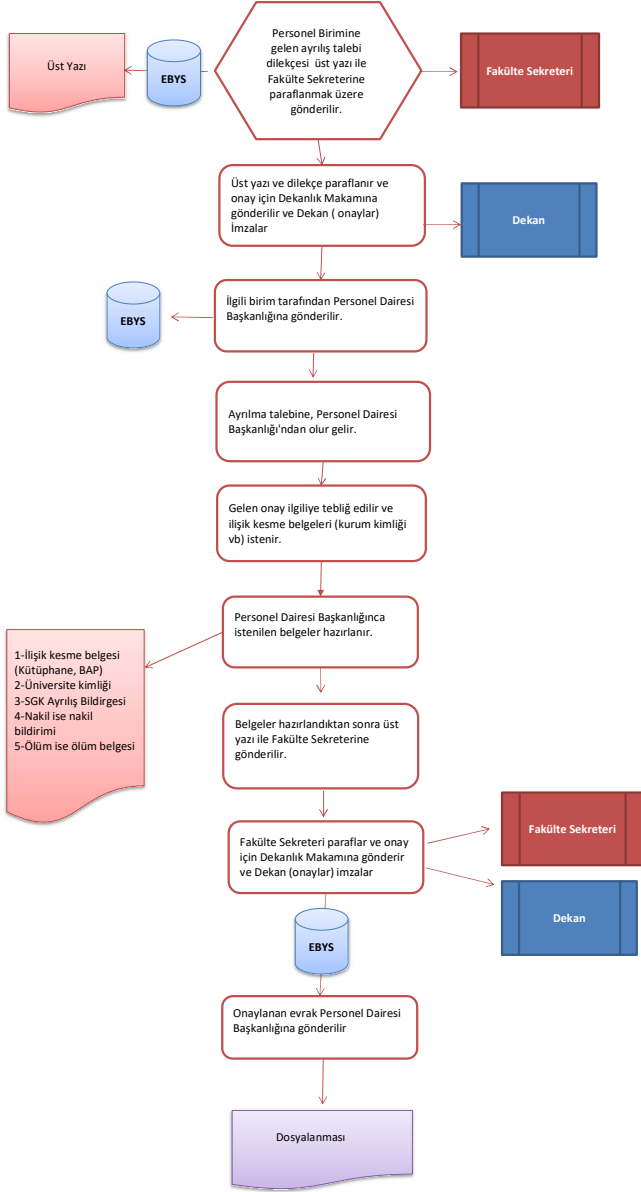 Personel Birimine
gelen ayrılış talebi
dilekçesi üst yazı ile
Fakülte Sekreterine
paraflanmak üzere
gönderilir.
Üst Yazı
EBYS
Fakülte Sekreteri
Üst yazı ve dilekçe paraflanır ve
onay için Dekanlık Makamına
gönderilir ve Dekan ( onaylar)
İmzalar
Dekan
İlgili birim tarafından Personel Dairesi
Başkanlığına gönderilir.
EBYS
Ayrılma talebine, Personel Dairesi
Başkanlığı'ndan olur gelir.
Gelen onay ilgiliye tebliğ edilir ve
ilişik kesme belgeleri (kurum kimliği
vb) istenir.
Personel Dairesi Başkanlığınca
istenilen belgeler hazırlanır.
1-İlişik kesme belgesi
(Kütüphane, BAP)
2-Üniversite kimliği
3-SGK Ayrılış Bildirgesi
4-Nakil ise nakil
bildirimi
5-Ölüm ise ölüm belgesi
Belgeler hazırlandıktan sonra üst
yazı ile Fakülte Sekreterine
gönderilir.
Fakülte Sekreteri paraflar ve onay
için Dekanlık Makamına gönderir
ve Dekan (onaylar) imzalar
Fakülte Sekreteri
Dekan
EBYS
Onaylanan evrak Personel Dairesi
Başkanlığına gönderilir
Dosyalanması